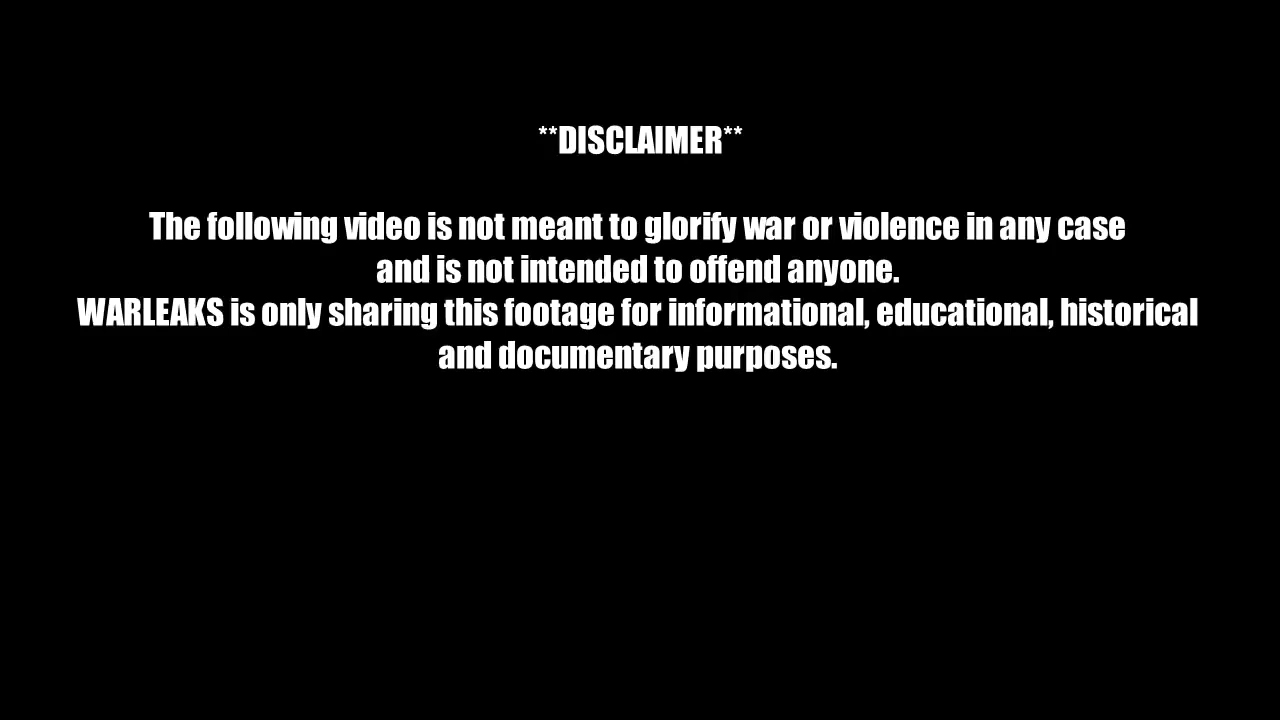 **DISCLAIMER**
The following video is not meant to glorify war or violence in any case
and is not intended to offend anyone.
WARLEAKS is only sharing this footage for informational, educational, historical
and documentary purposes.